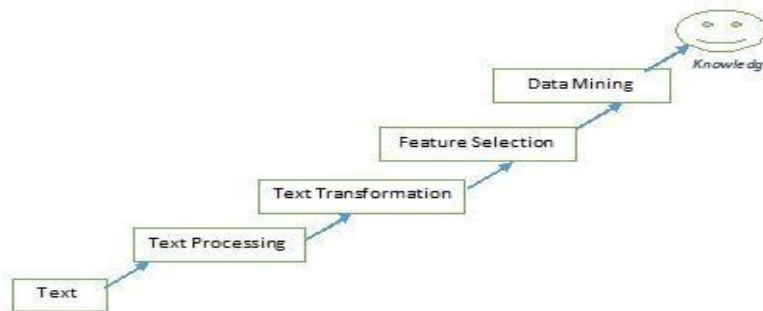 Knowledg
Data Mining
Feature Selection
Text Transformation
Text Processing
Text